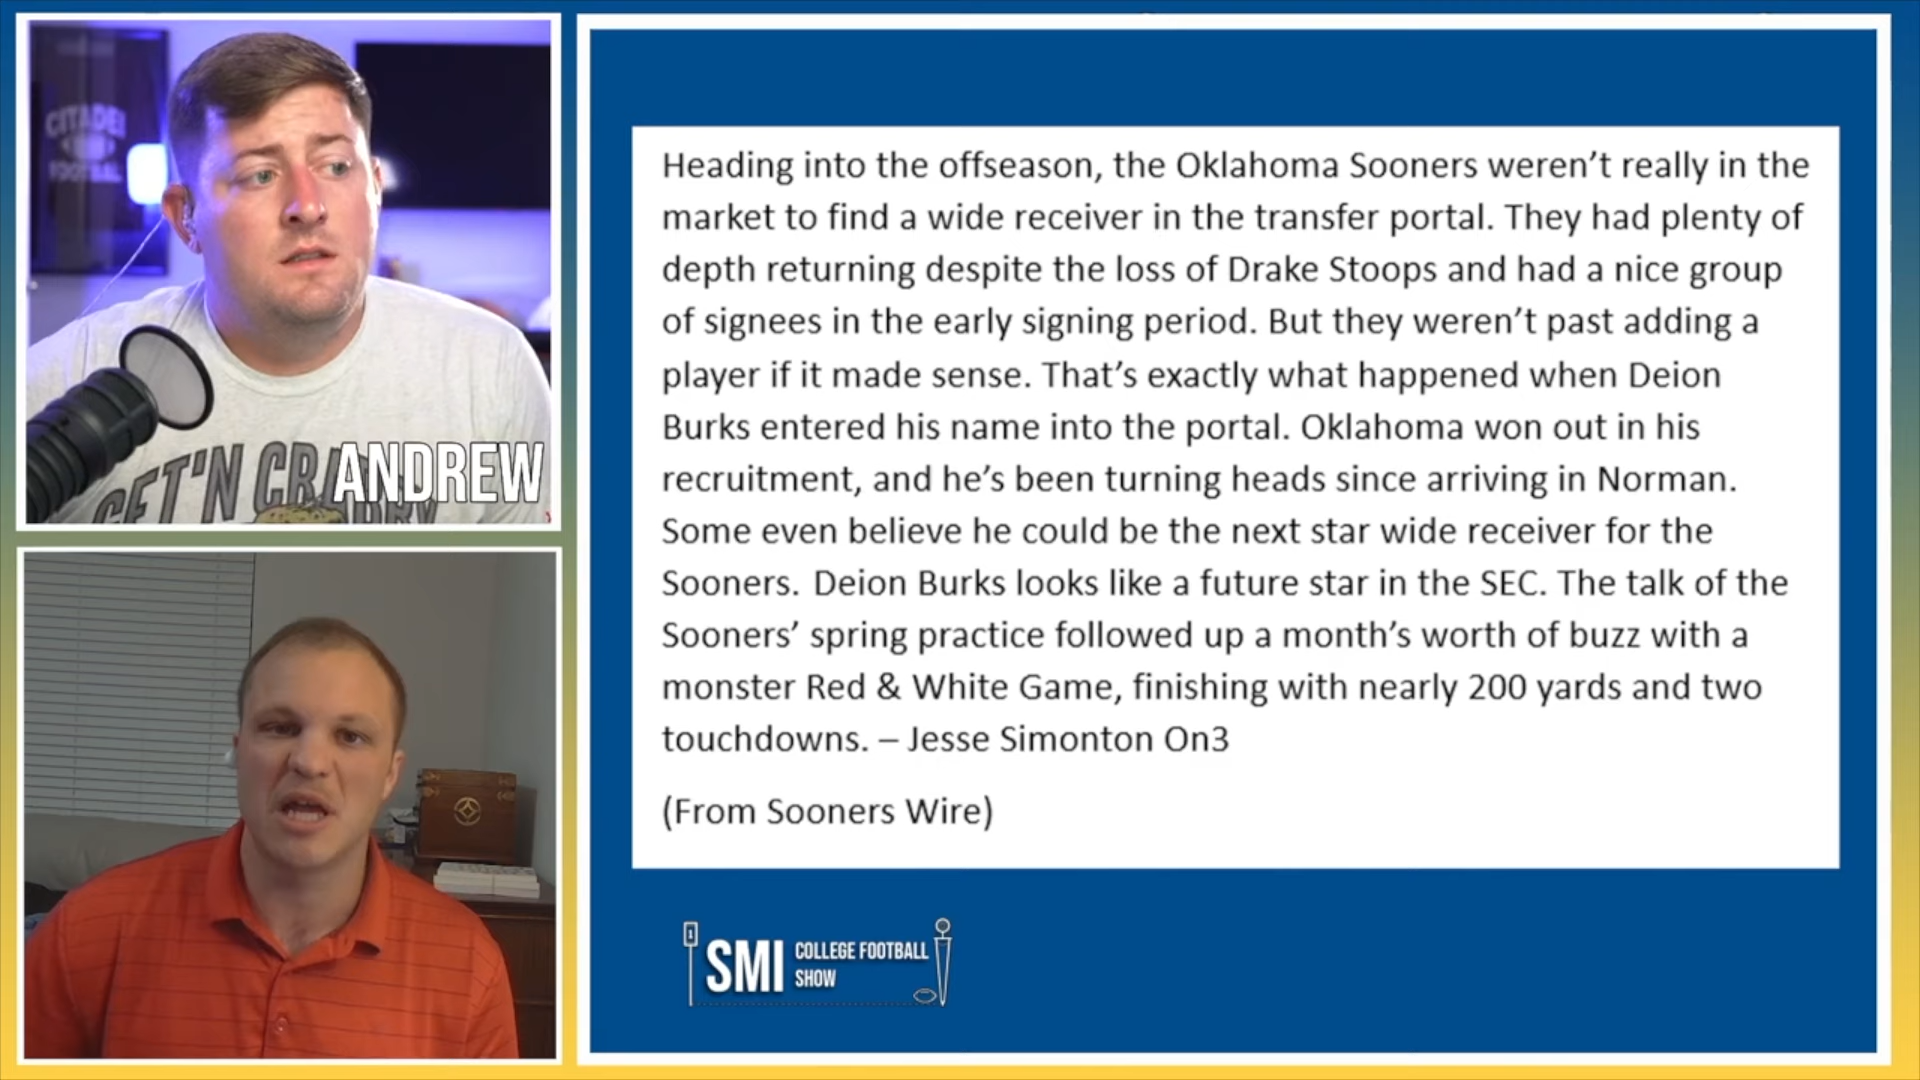 CITADEL
FOOTBALL
GET'N CR
ANDREW
Heading into the offseason, the Oklahoma Sooners weren’t really in the
market to find a wide receiver in the transfer portal. They had plenty of
depth returning despite the loss of Drake Stoops and had a nice group
of signees in the early signing period. But they weren’t past adding a
player if it made sense. That’s exactly what happened when Deion
Burks entered his name into the portal. Oklahoma won out in his
recruitment, and he’s been turning heads since arriving in Norman.
Some even believe he could be the next star wide receiver for the
Sooners. Deion Burks looks like a future star in the SEC. The talk of the
Sooners’ spring practice followed up a month’s worth of buzz with a
monster Red & White Game, finishing with nearly 200 yards and two
touchdowns. – Jesse Simonton On3
(From Sooners Wire)
1
SMI
COLLEGE FOOTBALL
SHOW